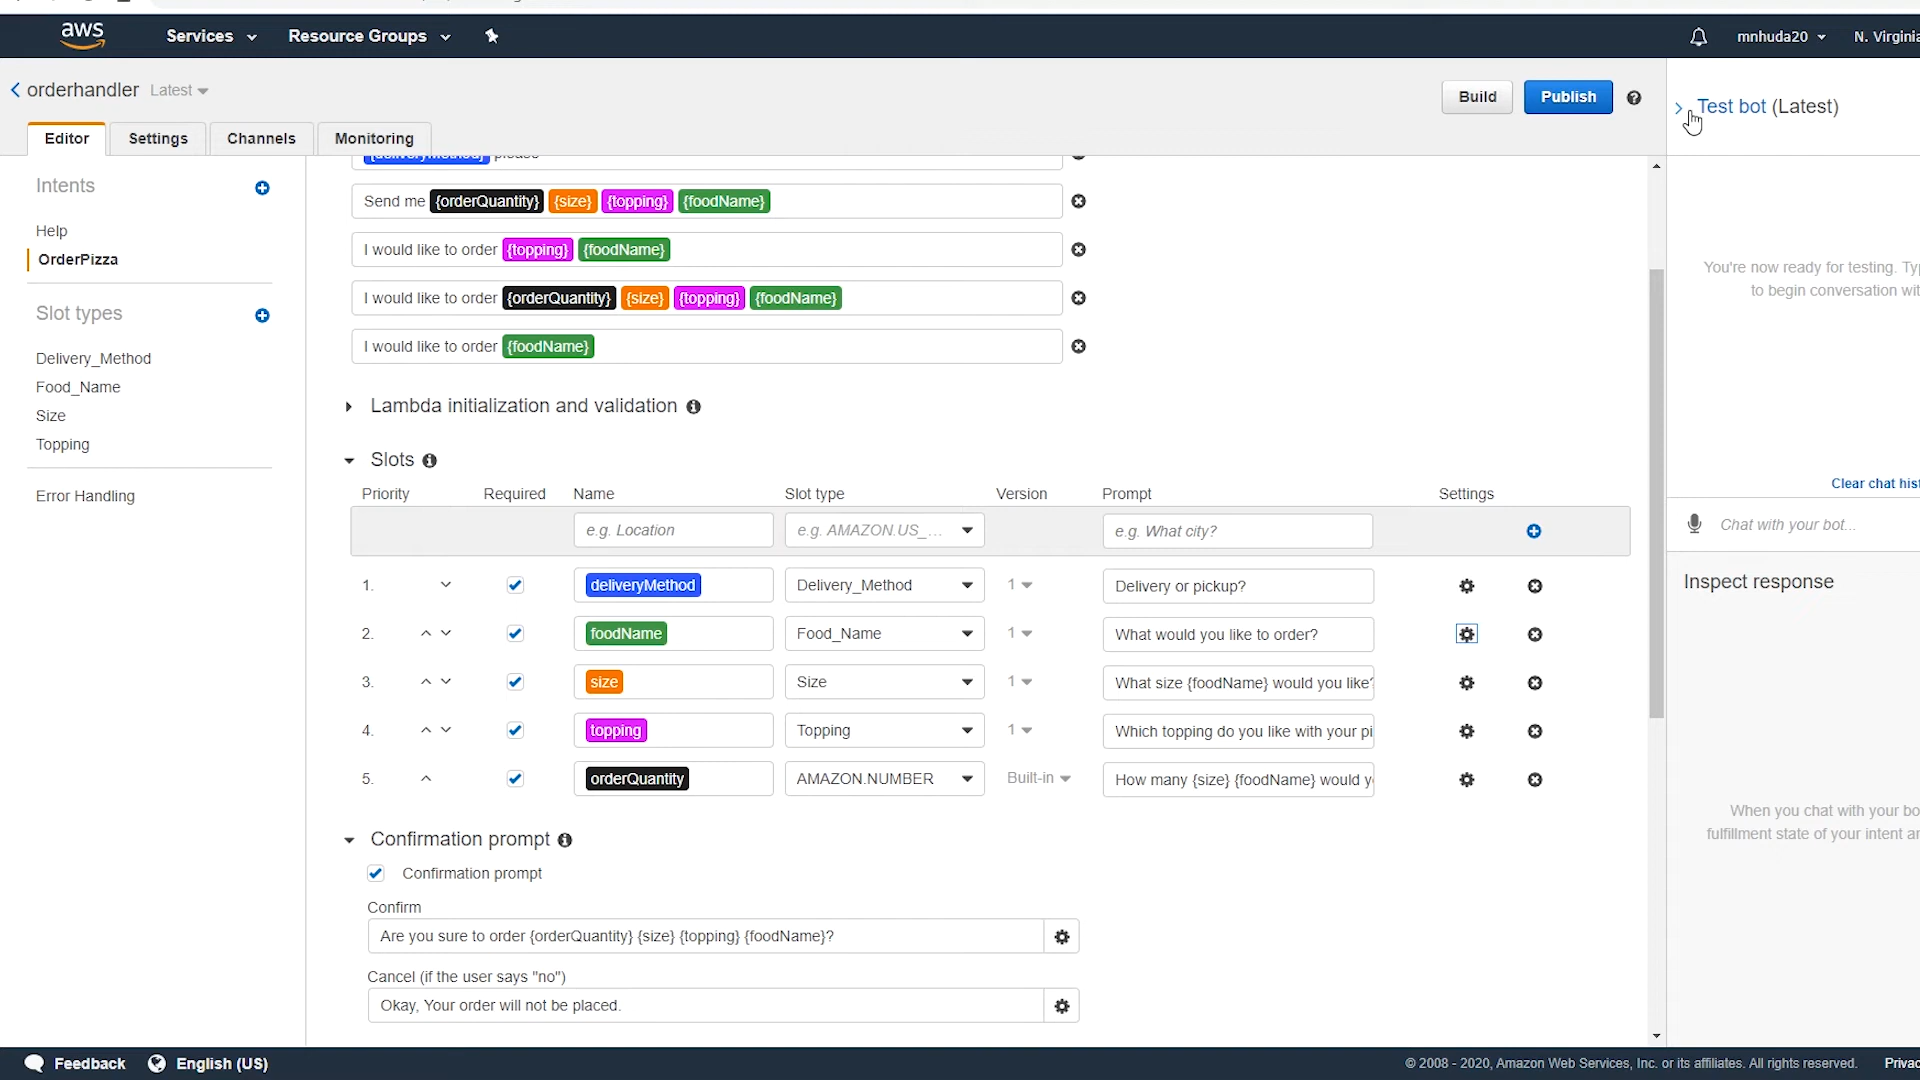 aws
Services
Resource Groups
mnhuda20
N. Virginia
orderhandler Latest
Build
Publish
Test bot (Latest)
Editor
Settings
Channels
Monitoring
Intents
Help
OrderPizza
Slot types
Delivery_Method
Food_Name
Size
Topping
Error Handling
{deliveryMethod} please
Send me {orderQuantity} {size} {topping} {foodName}
I would like to order {topping} {foodName}
I would like to order {orderQuantity} {size} {topping} {foodName}
I would like to order {foodName}
Lambda initialization and validation
Slots
Priority Required Name Slot type Version Prompt Settings
e.g. Location e.g. AMAZON.US_... e.g. What city?
1. deliveryMethod Delivery_Method 1 Delivery or pickup?
2. foodName Food_Name 1 What would you like to order?
3. size Size 1 What size {foodName} would you like?
4. topping Topping 1 Which topping do you like with your pi
5. orderQuantity AMAZON.NUMBER Built-in How many {size} {foodName} would y
Confirmation prompt
Confirmation prompt
Confirm
Are you sure to order {orderQuantity} {size} {topping} {foodName}?
Cancel (if the user says "no")
Okay, Your order will not be placed.
You're now ready for testing. Ty
to begin conversation wit
Clear chat hist
Chat with your bot...
Inspect response
When you chat with your bo
fulfillment state of your intent a
Feedback
English (US)
© 2008 - 2020, Amazon Web Services, Inc. or its affiliates. All rights reserved.
Privac